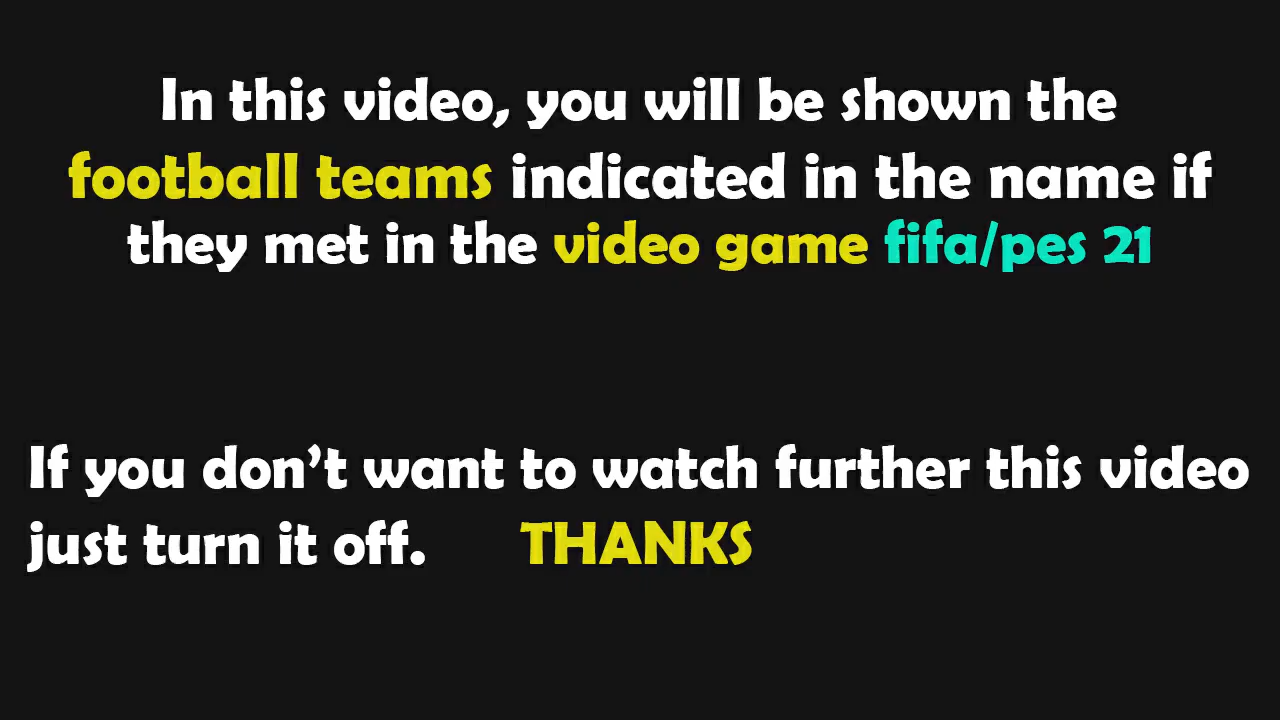 In this video, you will be shown the
football teams indicated in the name if
they met in the video game fifa/pes 21
If you don't want to watch further this video
just turn it off. THANKS